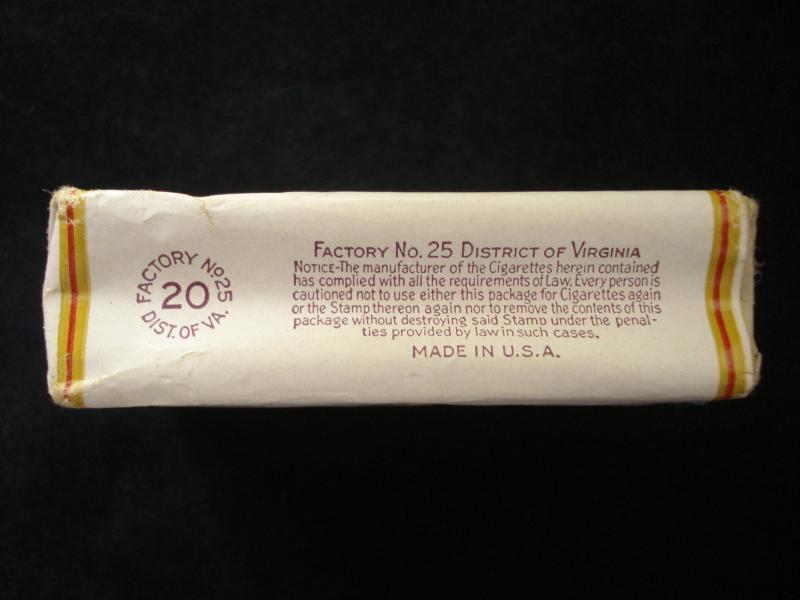 FACTORY No. 25
20
DIST. OF VA.
FACTORY NO. 25 DISTRICT OF VIRGINIA
NOTICE-The manufacturer of the Cigarettes herein contained
has complied with all the requirements of Law. Every person is
cautioned not to use either this package for Cigarettes again
or the Stamp thereon again nor to remove the contents of this
package without destroying said Stamp under the penal-
ties provided by law in such cases.
MADE IN U.S.A.